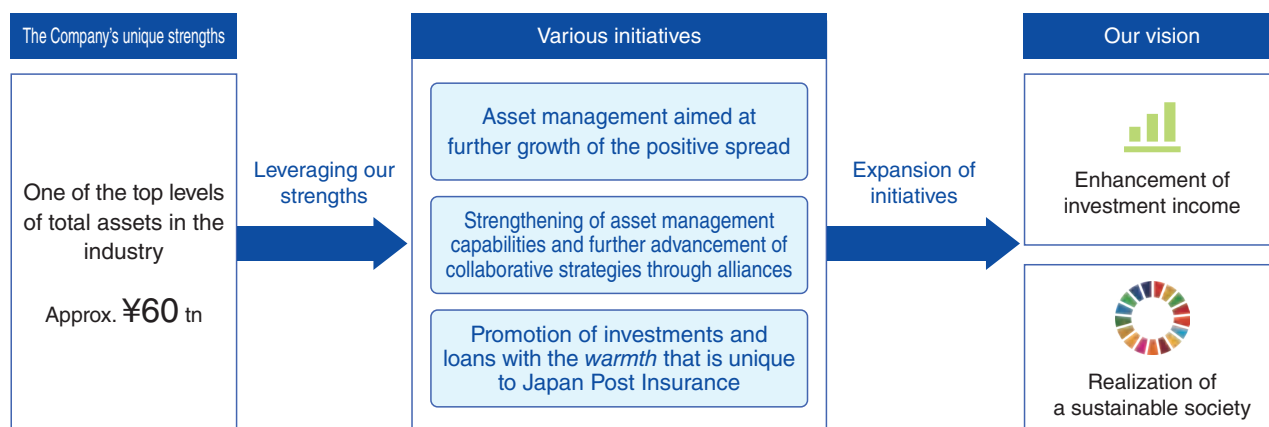 The Company's unique strengths
One of the top levels
of total assets in the
industry
Approx. ¥60 tn
Leveraging our
strengths
Various initiatives
Asset management aimed at
further growth of the positive spread
Strengthening of asset management
capabilities and further advancement of
collaborative strategies through alliances
Promotion of investments and
loans with the warmth that is unique
to Japan Post Insurance
Expansion of
initiatives
Our vision
Enhancement of
investment income
Realization of
a sustainable society